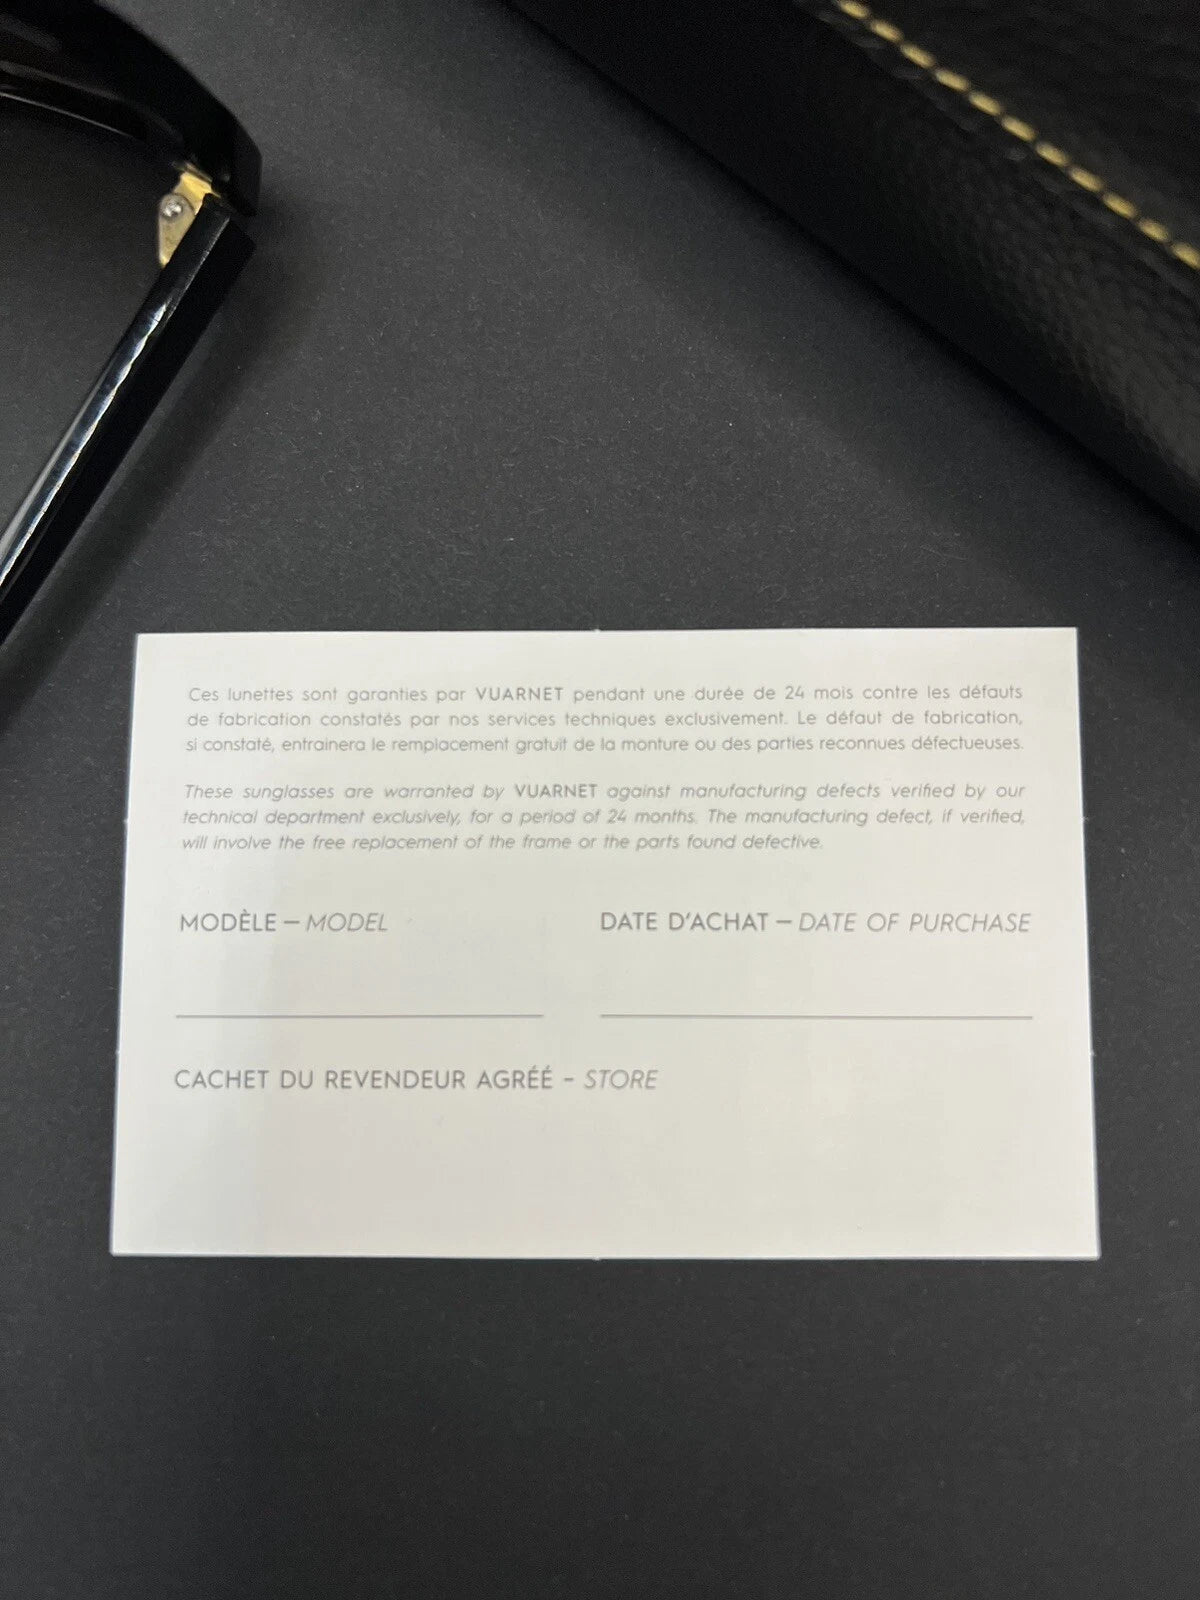 Ces lunettes sont garanties par VUARNET pendant une durée de 24 mois contre les défauts
de fabrication constatés par nos services techniques exclusivement. Le défaut de fabrication,
si constaté, entrainera le remplacement gratuit de la monture ou des parties reconnues défectueuses.
These sunglasses are warranted by VUARNET against manufacturing defects verified by our
technical department exclusively, for a period of 24 months. The manufacturing defect, if verified,
will involve the free replacement of the frame or the parts found defective.
MODÈLE – MODEL
DATE D'ACHAT – DATE OF PURCHASE
CACHET DU REVENDEUR AGRÉÉ - STORE